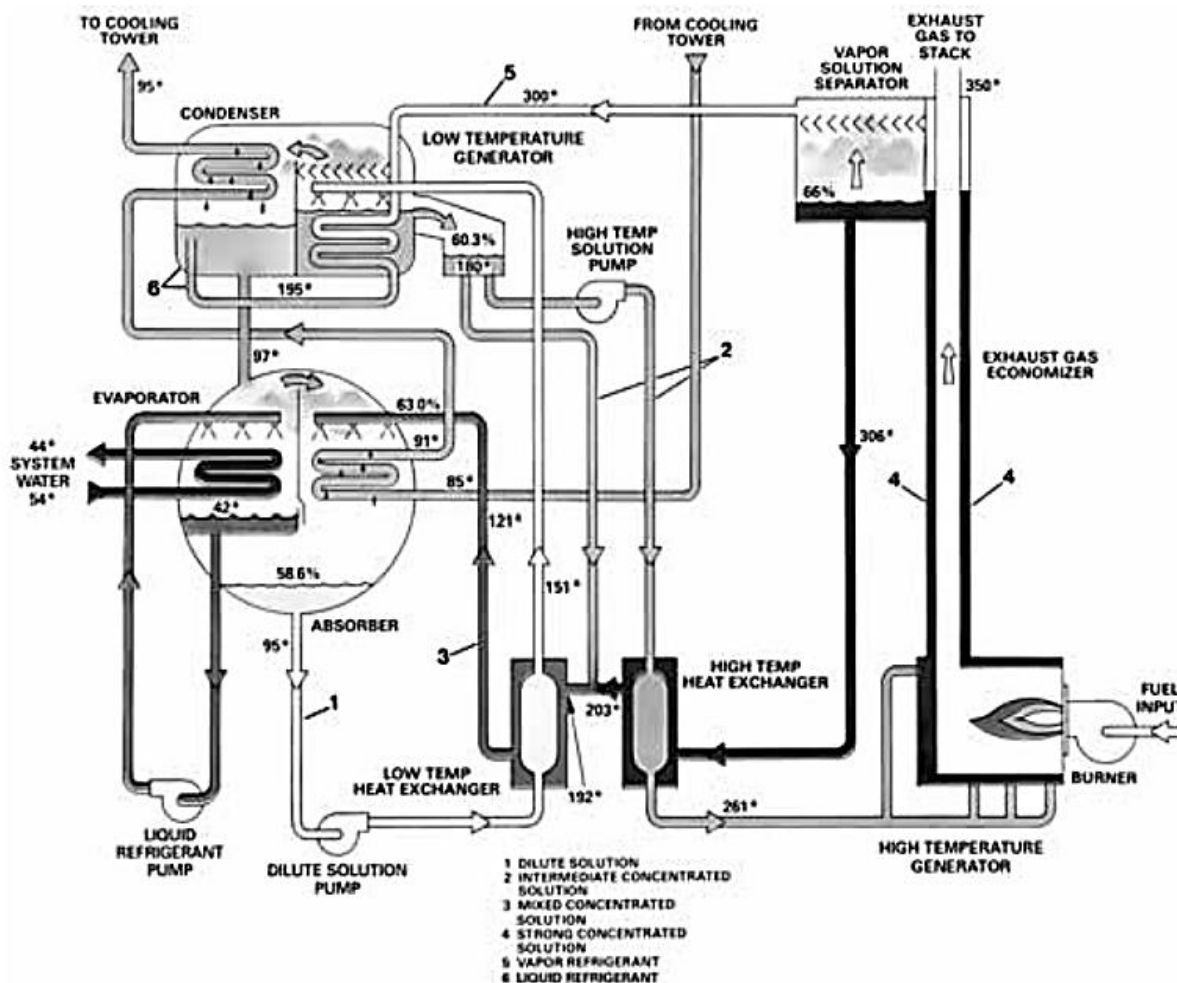 TO COOLING
TOWER
FROM COOLING
TOWER
EXHAUST
GAS TO
STACK
VAPOR
SOLUTION
SEPARATOR
95°
5
300°
350°
CONDENSER
LOW TEMPERATURE
GENERATOR
66%
60.3%
180°
HIGH TEMP
SOLUTION
PUMP
6
195°
97°
2
EXHAUST GAS
ECONOMIZER
EVAPORATOR
63.0%
91°
306°
44°
SYSTEM
WATER
54°
85°
42°
121°
4
4
58.6%
151°
ABSORBER
95°
3
HIGH TEMP
HEAT EXCHANGER
203°
1
FUEL
INPUT
LOW TEMP
HEAT EXCHANGER
192°
BURNER
261°
LIQUID
REFRIGERANT
PUMP
DILUTE SOLUTION
PUMP
HIGH TEMPERATURE
GENERATOR
1 DILUTE SOLUTION
2 INTERMEDIATE CONCENTRATED
SOLUTION
3 MIXED CONCENTRATED
SOLUTION
4 STRONG CONCENTRATED
SOLUTION
5 VAPOR REFRIGERANT
6 LIQUID REFRIGERANT